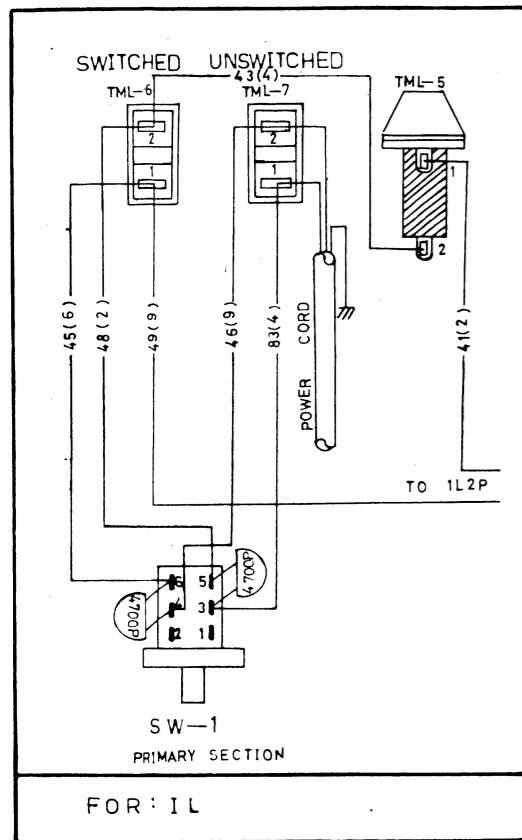 SWITCHED UNSWITCHED
43(4)
TML-6 TML-7 TML-5
2 2
1 1 1
2
45(6) 48(2) 49(9) 46(9) 83(4) POWER CORD 41(2)
TO 1L2P
4700P
6 5
3
2 1
4700P
SW-1
PRIMARY SECTION
FOR: IL